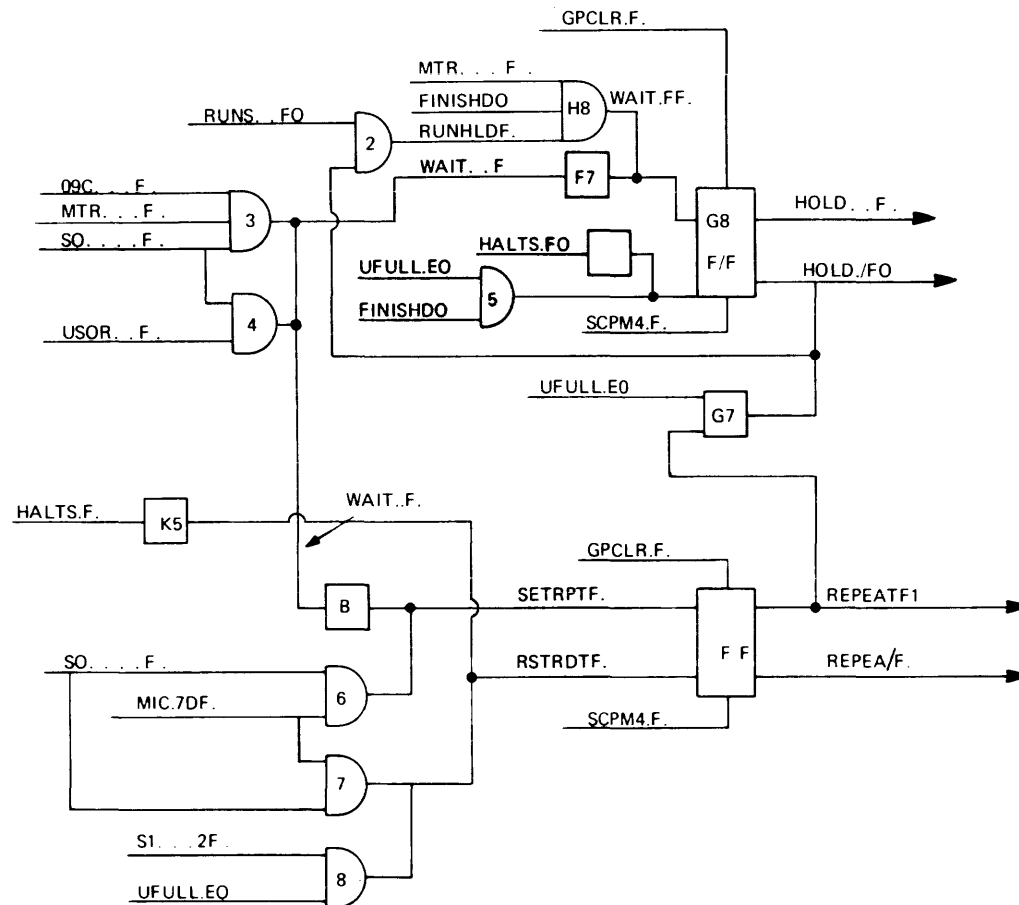 GPCLR.F.
MTR. . . F .
FINISHDO
H8
WAIT.FF.
RUNS. . FO
2
RUNHLDF.
WAIT. . F
F7
09C. . . . F .
MTR. . . . F .
SO. . . . . F .
3
G8
F/F
HOLD. . . F .
HALTS.FO
UFULL.EO
5
FINISHDO
HOLD./FO
USOR. . . F .
4
SCPM4.F.
UFULL.E0
G7
HALTS.F.
K5
WAIT..F.
GPCLR.F.
B
SETRPTF.
REPEATF1
SO. . . . . F .
F F
RSTRDTF.
REPEA/F.
6
MIC.7DF.
SCPM4.F.
7
S1. . . . 2F .
8
UFULL.EO